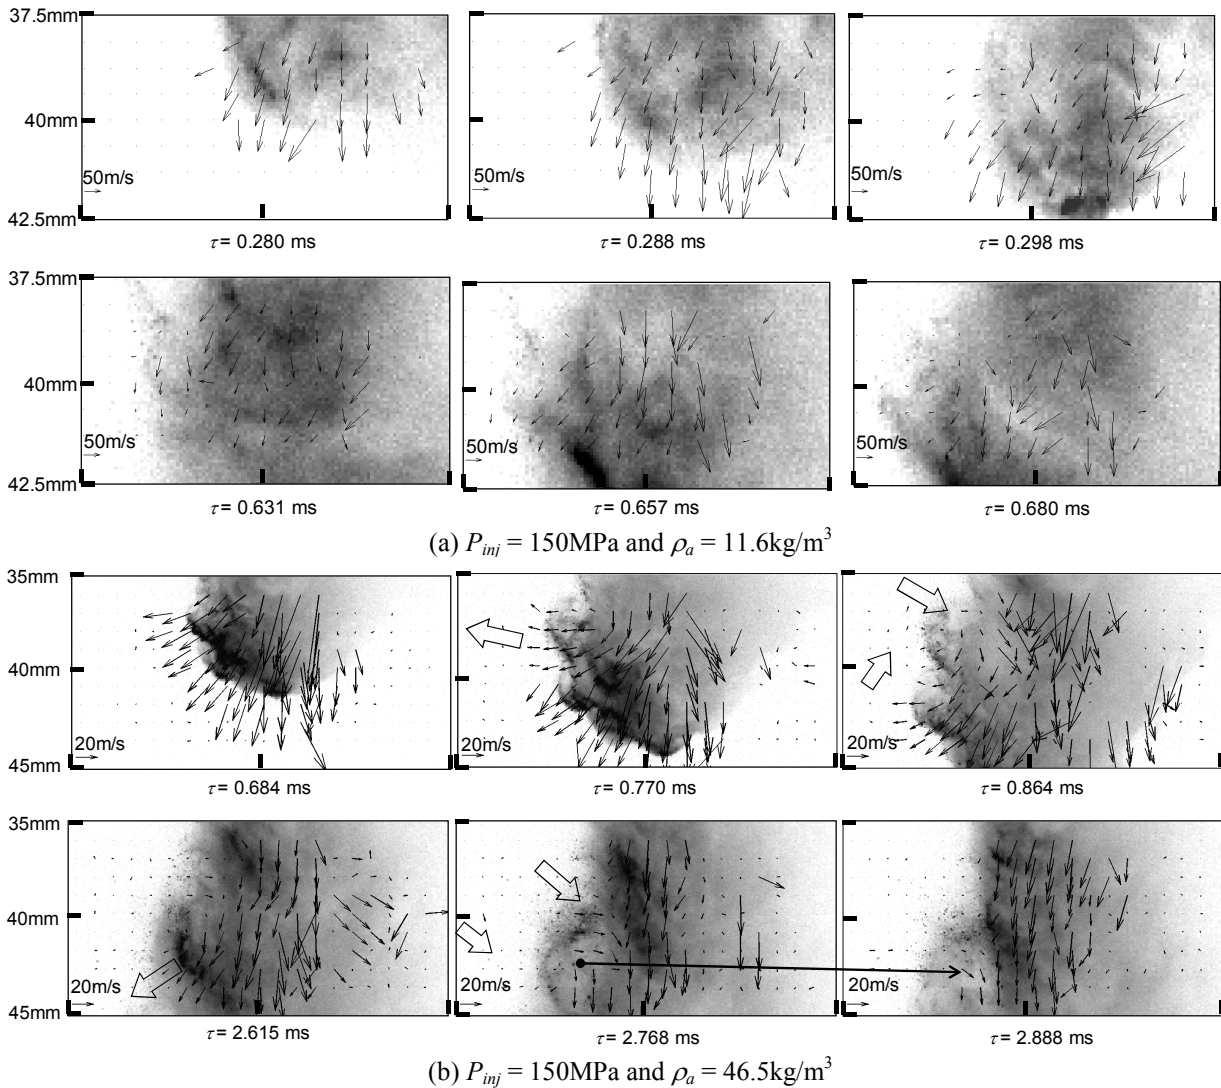 37.5mm
40mm
50m/s 50m/s 50m/s
42.5mm
τ = 0.280 ms τ = 0.288 ms τ = 0.298 ms
37.5mm
40mm
50m/s 50m/s 50m/s
42.5mm
τ = 0.631 ms τ = 0.657 ms τ = 0.680 ms
(a) Pinj = 150MPa and ρa = 11.6kg/m³
35mm
40mm
20m/s 20m/s 20m/s
45mm
τ = 0.684 ms τ = 0.770 ms τ = 0.864 ms
35mm
40mm
20m/s 20m/s 20m/s
45mm
τ = 2.615 ms τ = 2.768 ms τ = 2.888 ms
(b) Pinj = 150MPa and ρa = 46.5kg/m³